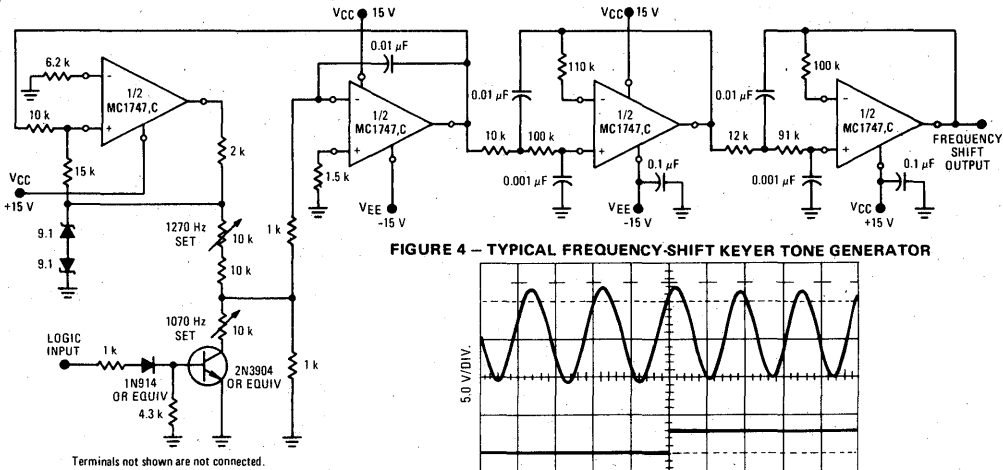 VCC 15 V
VCC 15 V
0.01 µF
6.2 k
1/2
MC1747,C
10 k
15 k
VCC
+15 V
2 k
9.1
9.1
1270 Hz
SET
10 k
10 k
1070 Hz
SET
10 k
LOGIC
INPUT
1 k
1N914
OR EQUIV
4.3 k
2N3904
OR EQUIV
1 k
1 k
1/2
MC1747,C
1.5 k
VEE
-15 V
0.01 µF
110 k
10 k
100 k
0.001 µF
1/2
MC1747,C
0.1 µF
VEE
-15 V
0.01 µF
100 k
12 k
91 k
0.001 µF
1/2
MC1747,C
0.1 µF
VCC
+15 V
FREQUENCY
SHIFT
OUTPUT
FIGURE 4 – TYPICAL FREQUENCY-SHIFT KEYER TONE GENERATOR
5.0 V/DIV.
Terminals not shown are not connected.